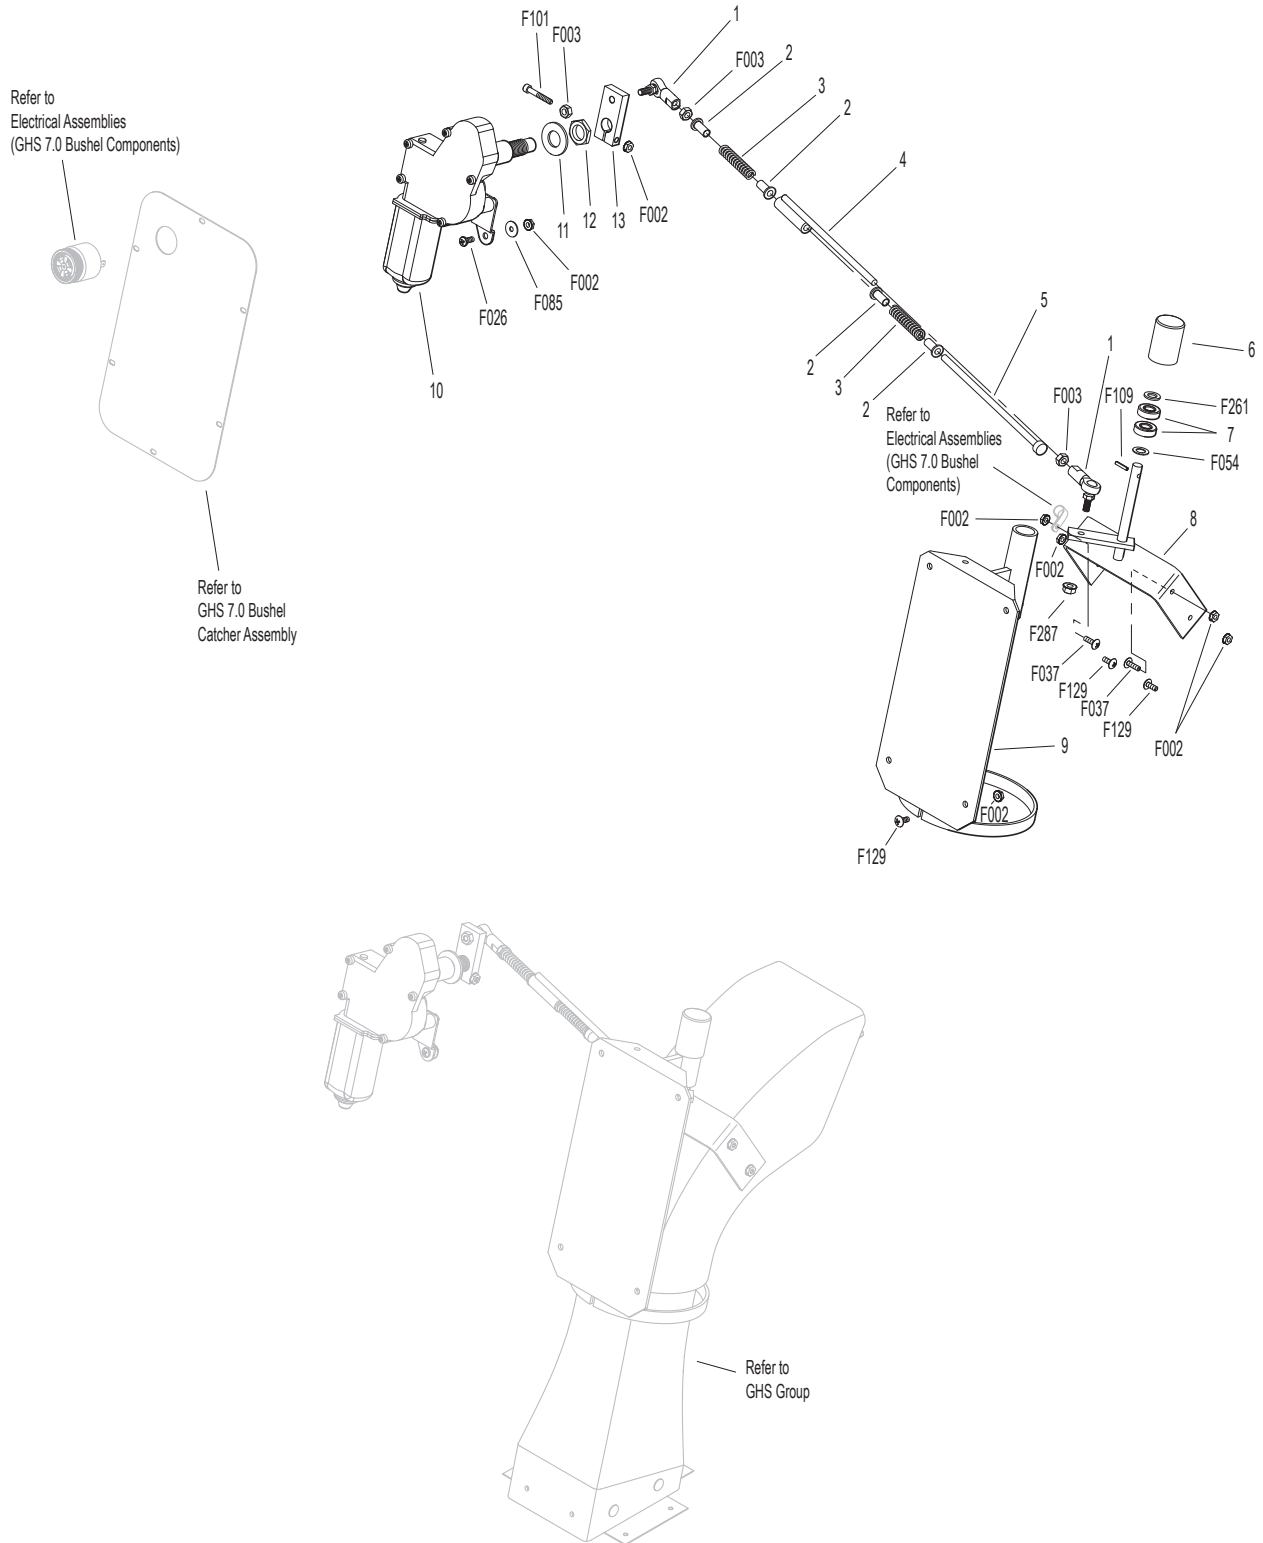 F101
1
F003
F003
2
3
2
4
Refer to
Electrical Assemblies
(GHS 7.0 Bushel Components)
11
12
13
F002
F002
F085
F026
10
2
3
2
5
6
1
F003
F109
F261
7
F054
Refer to
Electrical Assemblies
(GHS 7.0 Bushel
Components)
F002
8
F002
F287
F037
F129
F037
F129
F002
9
F002
F129
Refer to
GHS 7.0 Bushel
Catcher Assembly
Refer to
GHS Group